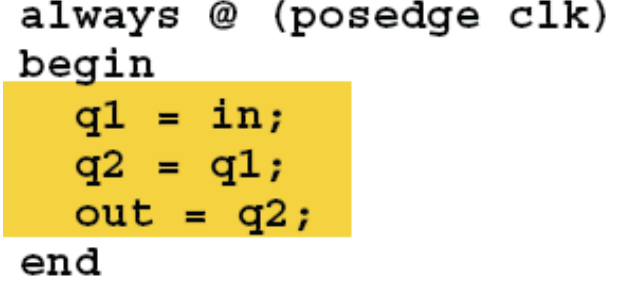 always @ (posedge clk)
begin
q1 = in;
q2 = q1;
out = q2;
end